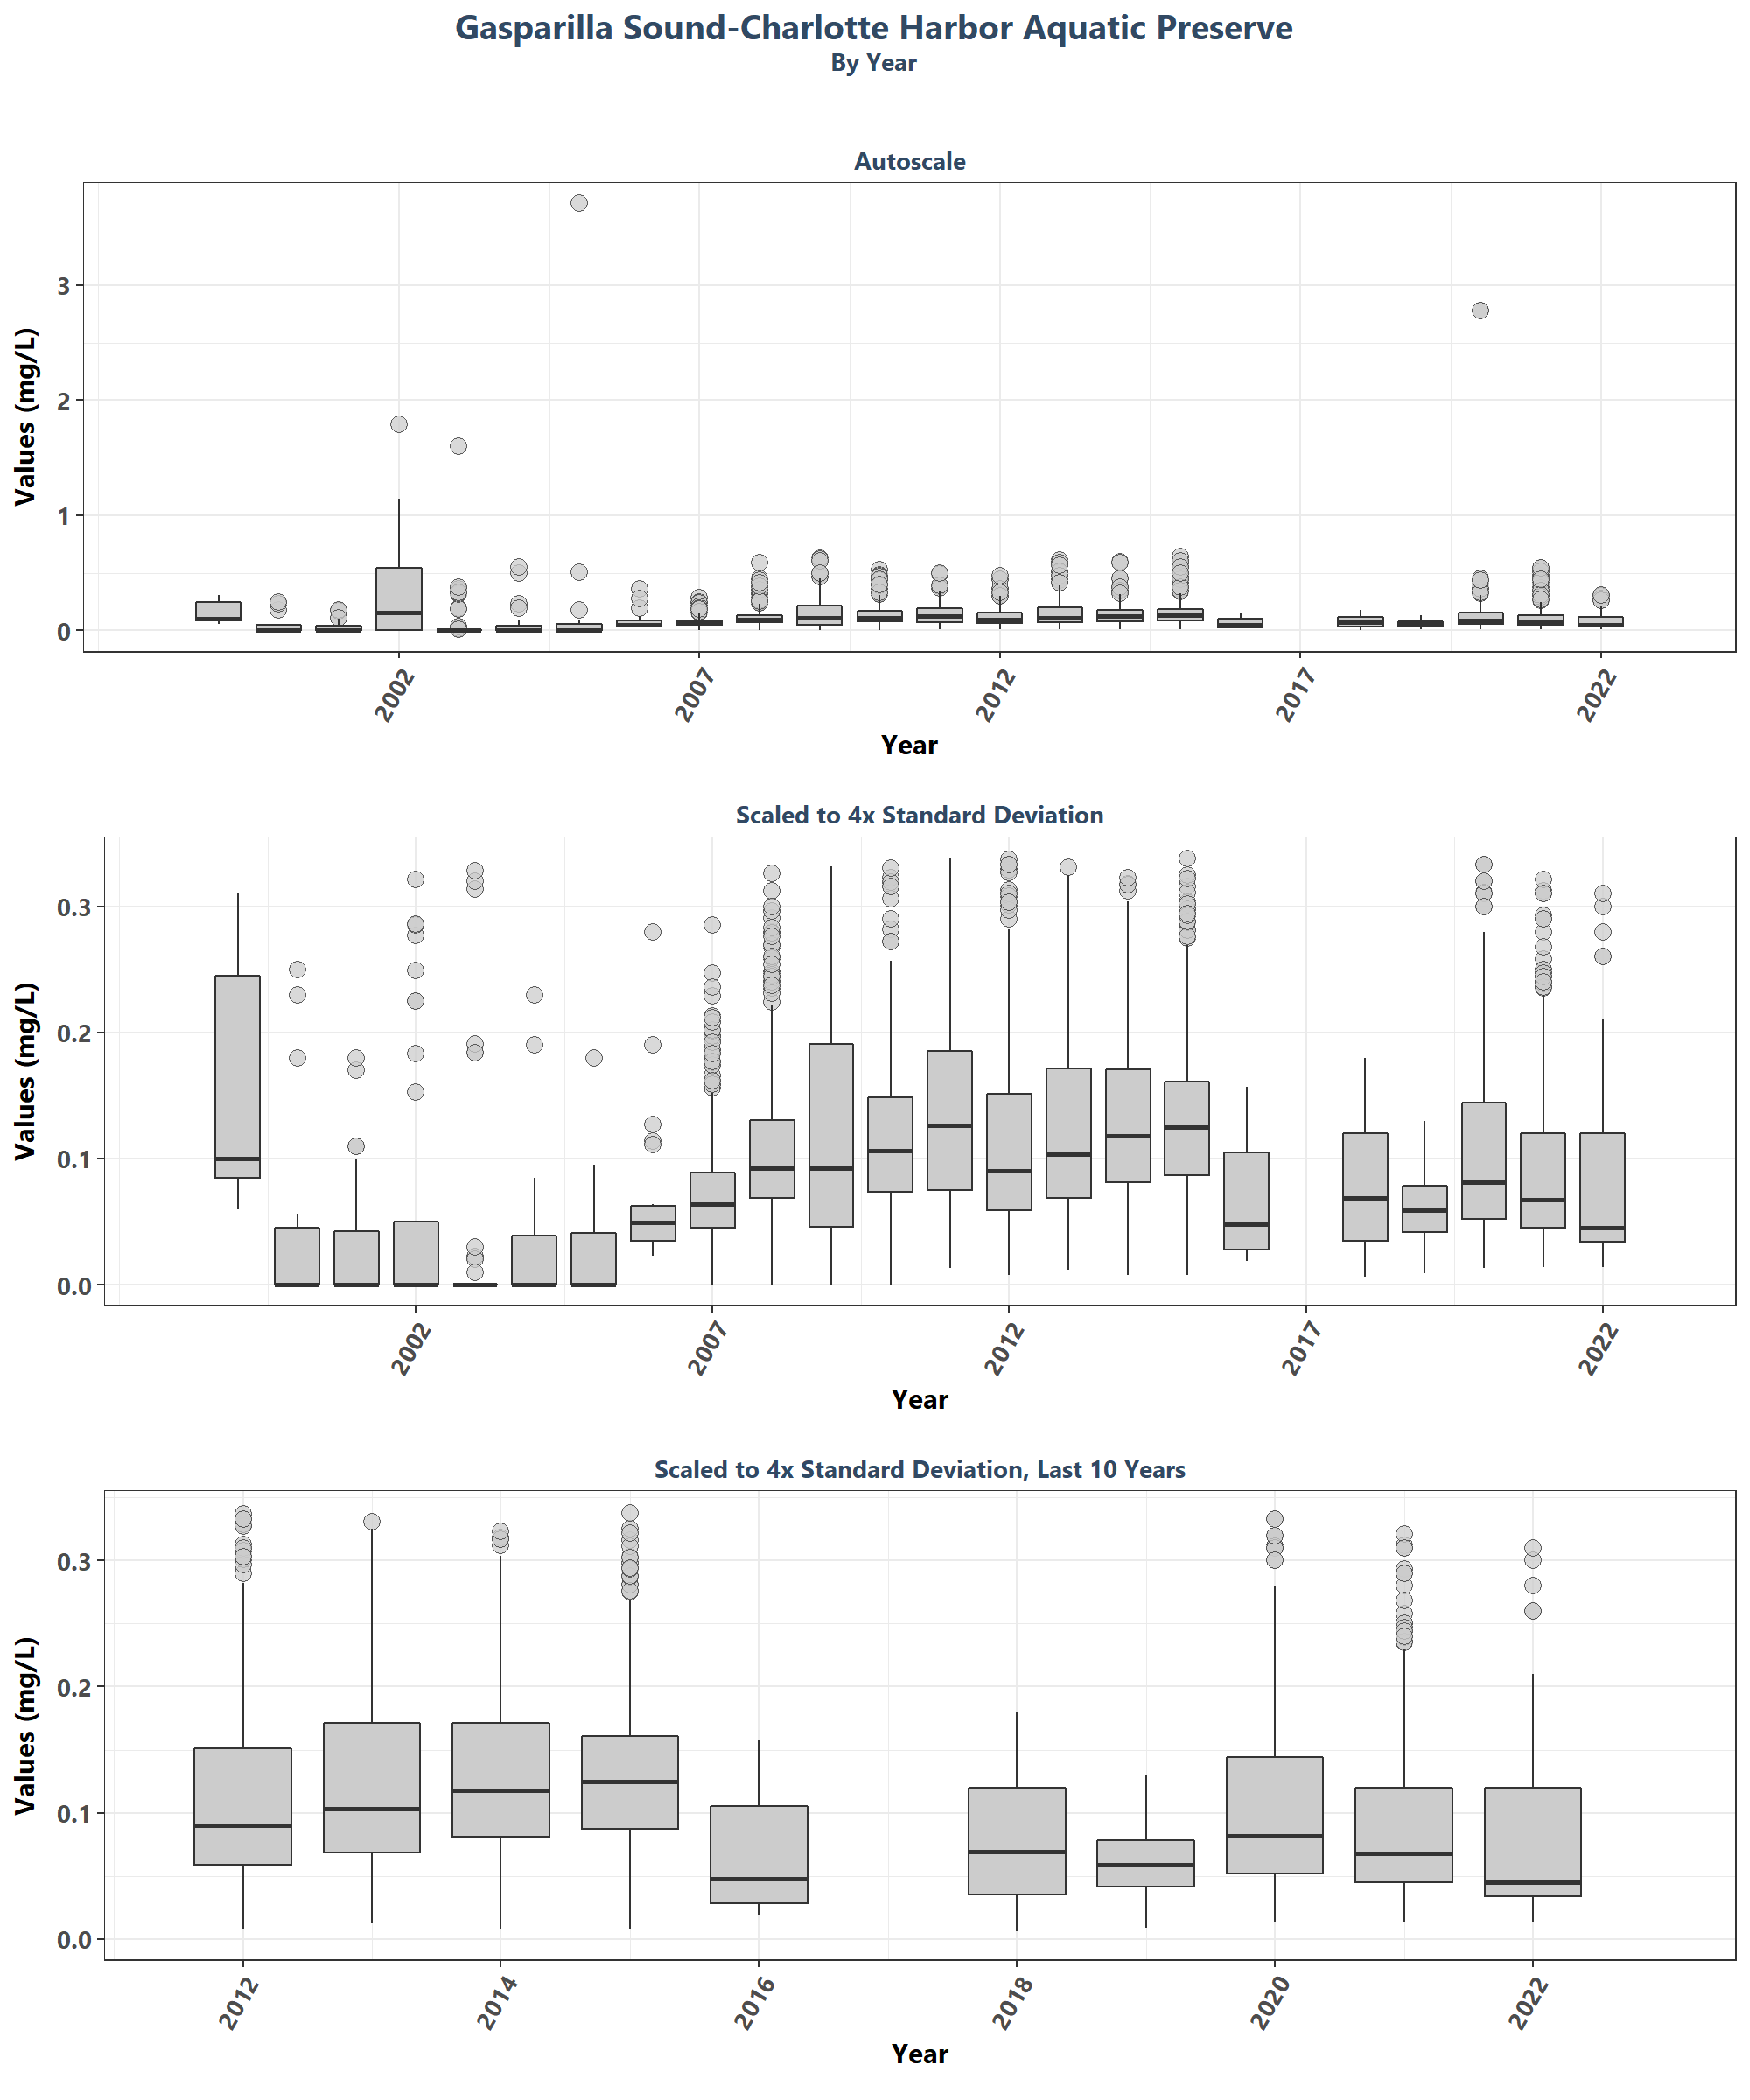 Gasparilla Sound-Charlotte Harbor Aquatic Preserve
By Year
Autoscale
Values (mg/L)
3
2
1
0
2002
2007
2012
2017
2022
Year
Scaled to 4x Standard Deviation
Values (mg/L)
0.3
0.2
0.1
0.0
2002
2007
2012
2017
2022
Year
Scaled to 4x Standard Deviation, Last 10 Years
Values (mg/L)
0.3
0.2
0.1
0.0
2012
2014
2016
2018
2020
2022
Year